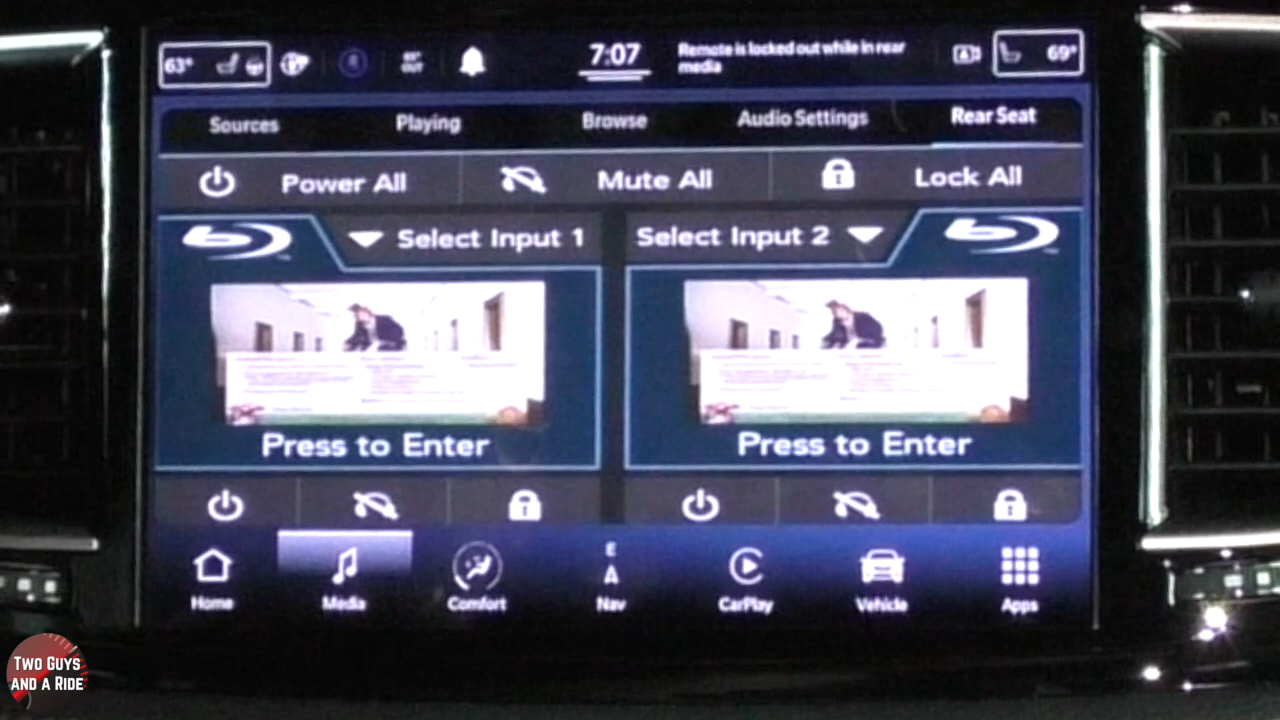 63°
85°
OUT
7:07
Remote is locked out while in rear
media
69°
Sources
Playing
Browse
Audio Settings
Rear Seat
Power All
Mute All
Lock All
Select Input 1
Select Input 2
Press to Enter
Press to Enter
E
Home
Media
Comfort
Nav
CarPlay
Vehicle
Apps
TWO GUYS
AND A RIDE